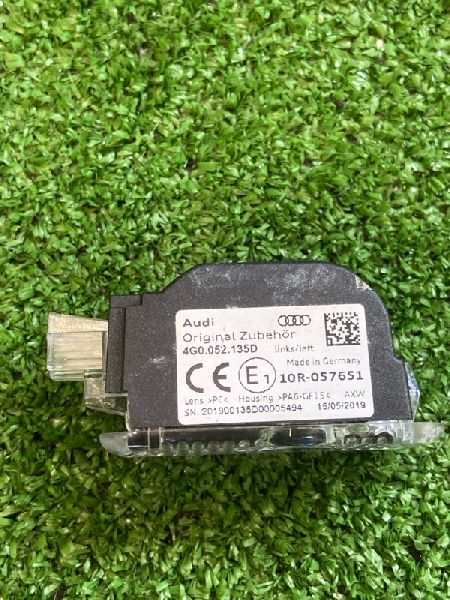 Audi
Original Zubehör
4G0.052.135D links/left
Made in Germany
CE E1 10R-057651
Lens >PC< Housing >PA6-GF15< AXW
SN: 201900135D00005494 15/05/2019